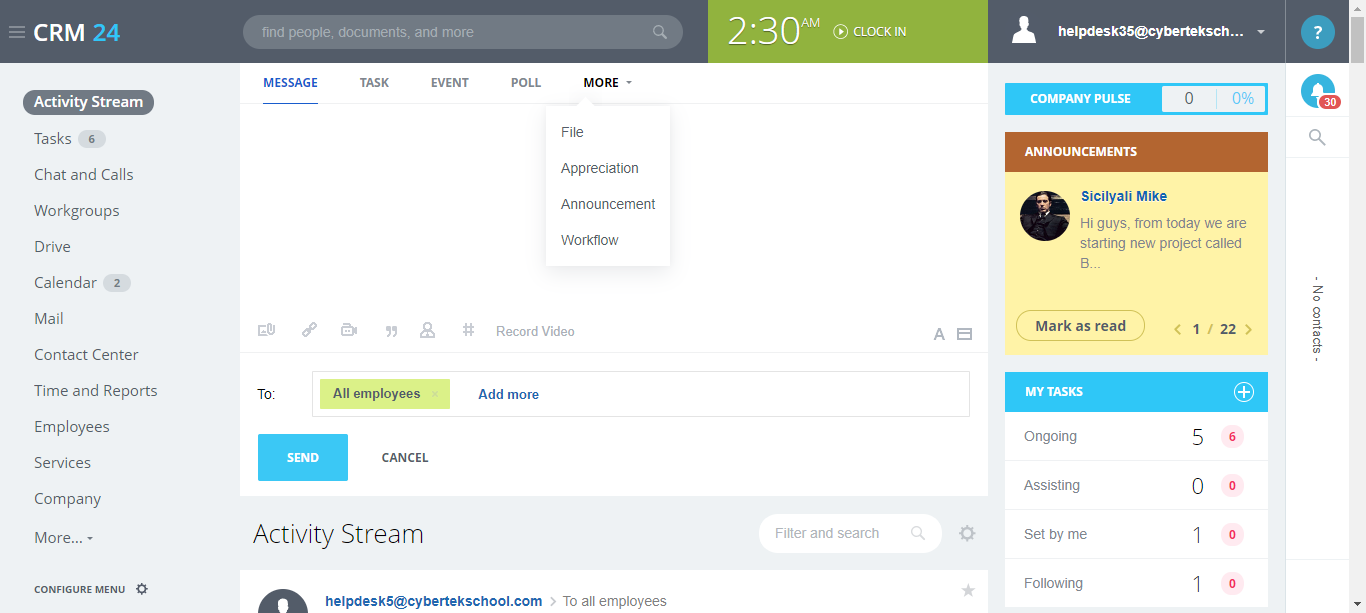 CRM 24
find people, documents, and more
2:30 AM
CLOCK IN
helpdesk35@cyberteksch...
?
Activity Stream
Tasks 6
Chat and Calls
Workgroups
Drive
Calendar 2
Mail
Contact Center
Time and Reports
Employees
Services
Company
More...
CONFIGURE MENU
MESSAGE TASK EVENT POLL MORE
File
Appreciation
Announcement
Workflow
Record Video
A
To: All employees × Add more
SEND CANCEL
Activity Stream
Filter and search
helpdesk5@cybertekschool.com > To all employees
COMPANY PULSE 0 0%
ANNOUNCEMENTS
Sicilyali Mike
Hi guys, from today we are
starting new project called
B...
Mark as read
< 1 / 22 >
MY TASKS
Ongoing 5 6
Assisting 0 0
Set by me 1 0
Following 1 0
30
- No contacts -